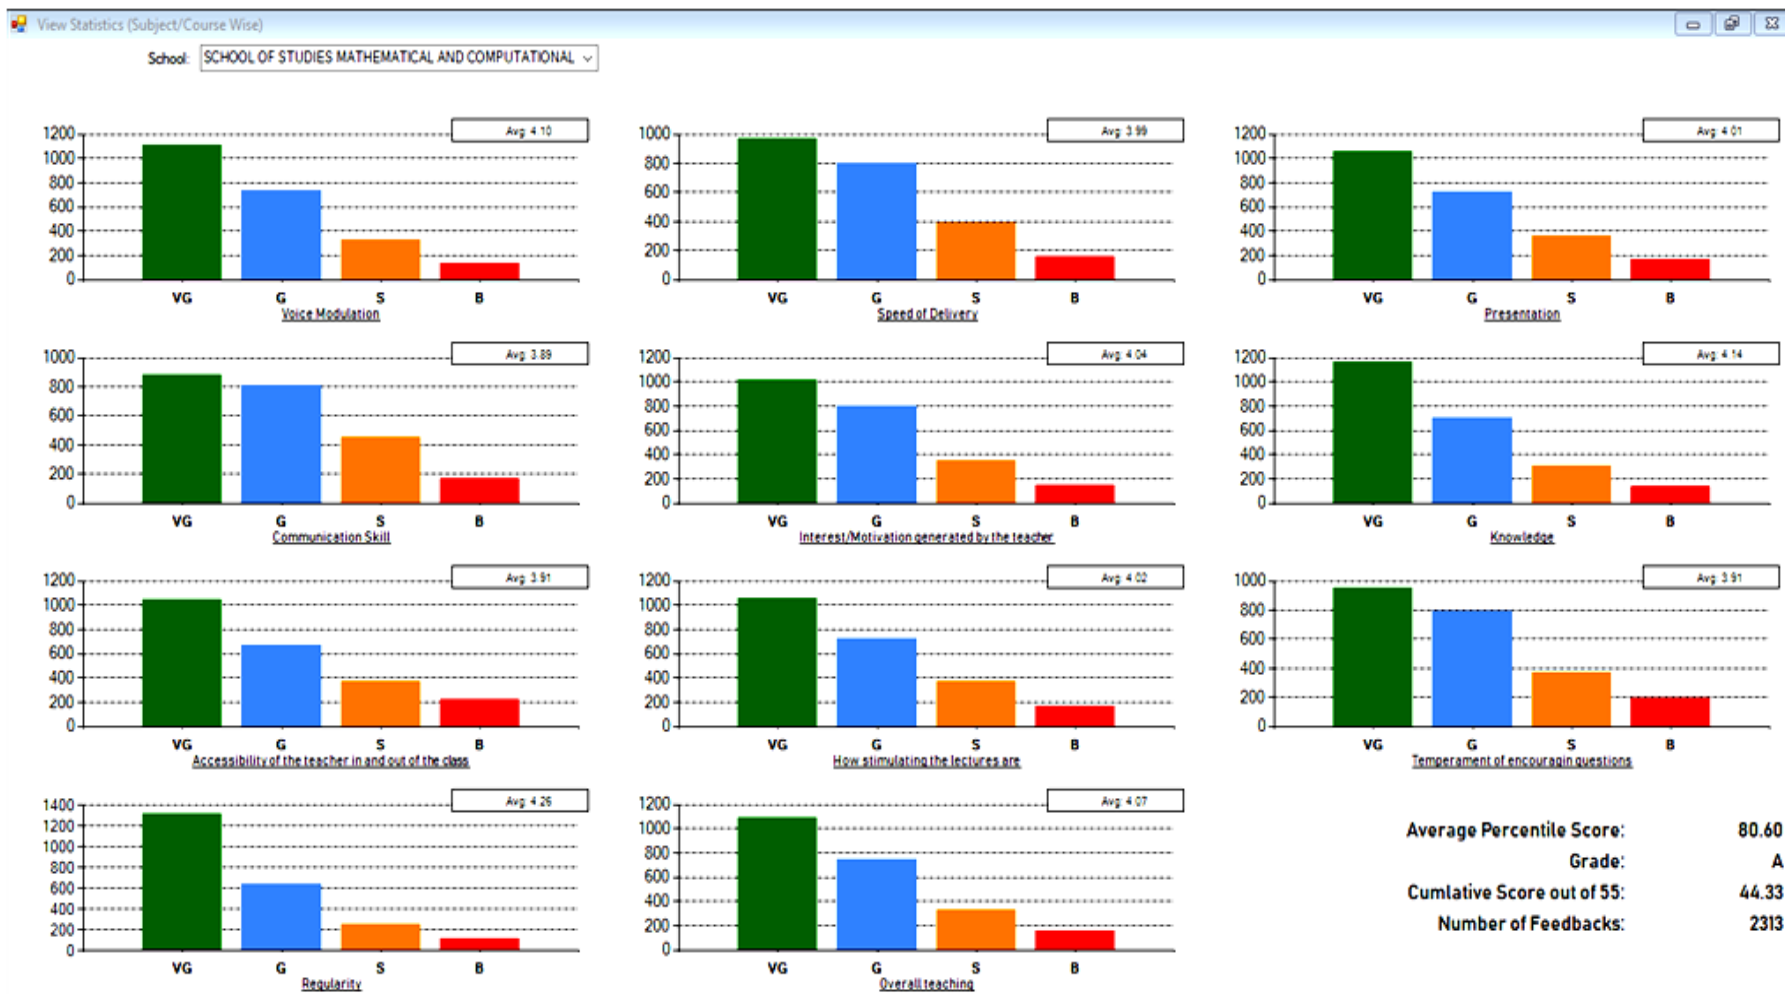 View Statistics (Subject/Course Wise)
School: SCHOOL OF STUDIES MATHEMATICAL AND COMPUTATIONAL
1200
1000
800
600
400
200
0
Avg: 4.10
VG G S B
Voice Modulation
1000
800
600
400
200
0
Avg: 3.99
VG G S B
Speed of Delivery
1200
1000
800
600
400
200
0
Avg: 4.01
VG G S B
Presentation
1000
800
600
400
200
0
Avg: 3.89
VG G S B
Communication Skill
1200
1000
800
600
400
200
0
Avg: 4.04
VG G S B
Interest/Motivation generated by the teacher
1200
1000
800
600
400
200
0
Avg: 4.14
VG G S B
Knowledge
1200
1000
800
600
400
200
0
Avg: 3.91
VG G S B
Accessibility of the teacher in and out of the class
1200
1000
800
600
400
200
0
Avg: 4.02
VG G S B
How stimulating the lectures are
1000
800
600
400
200
0
Avg: 3.91
VG G S B
Temperament of encouragin questions
1400
1200
1000
800
600
400
200
0
Avg: 4.26
VG G S B
Regularity
1200
1000
800
600
400
200
0
Avg: 4.07
VG G S B
Overall teaching
Average Percentile Score: 80.60
Grade: A
Cumlative Score out of 55: 44.33
Number of Feedbacks: 2313